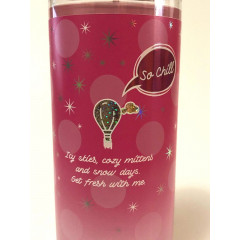 So Chill
Icy skies, cozy mittens
and snow days.
Get fresh with me.